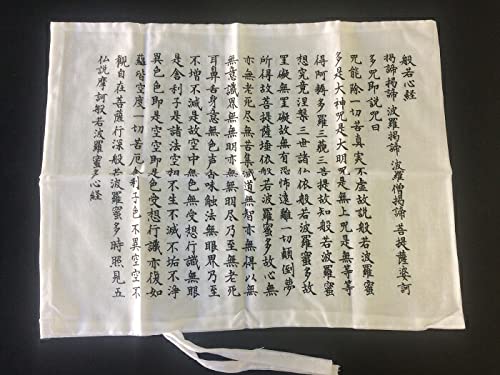 仏説摩訶般若波羅蜜多心経
観自在菩薩行深般若波羅蜜多時照見五
蘊皆空度一切苦厄舎利子色不異空空不
異色色即是空空即是色受想行識亦復如
是舎利子是諸法空相不生不滅不垢不浄
不増不減是故空中無色無受想行識無眼
耳鼻舌身意無色声香味触法無眼界乃至
無意識界無無明亦無無明尽乃至無老死
亦無老死尽無苦集滅道無智亦無得以無
所得故菩提薩埵依般若波羅蜜多故心無
罣礙無罣礙故無有恐怖遠離一切顛倒夢
想究竟涅槃三世諸仏依般若波羅蜜多故
得阿耨多羅三藐三菩提故知般若波羅蜜
多是大神呪是大明呪是無上呪是無等等
呪能除一切苦真実不虚故説般若波羅蜜
多呪即説呪曰
揭諦揭諦 波羅揭諦 波羅僧揭諦 菩提薩婆訶
般若心経